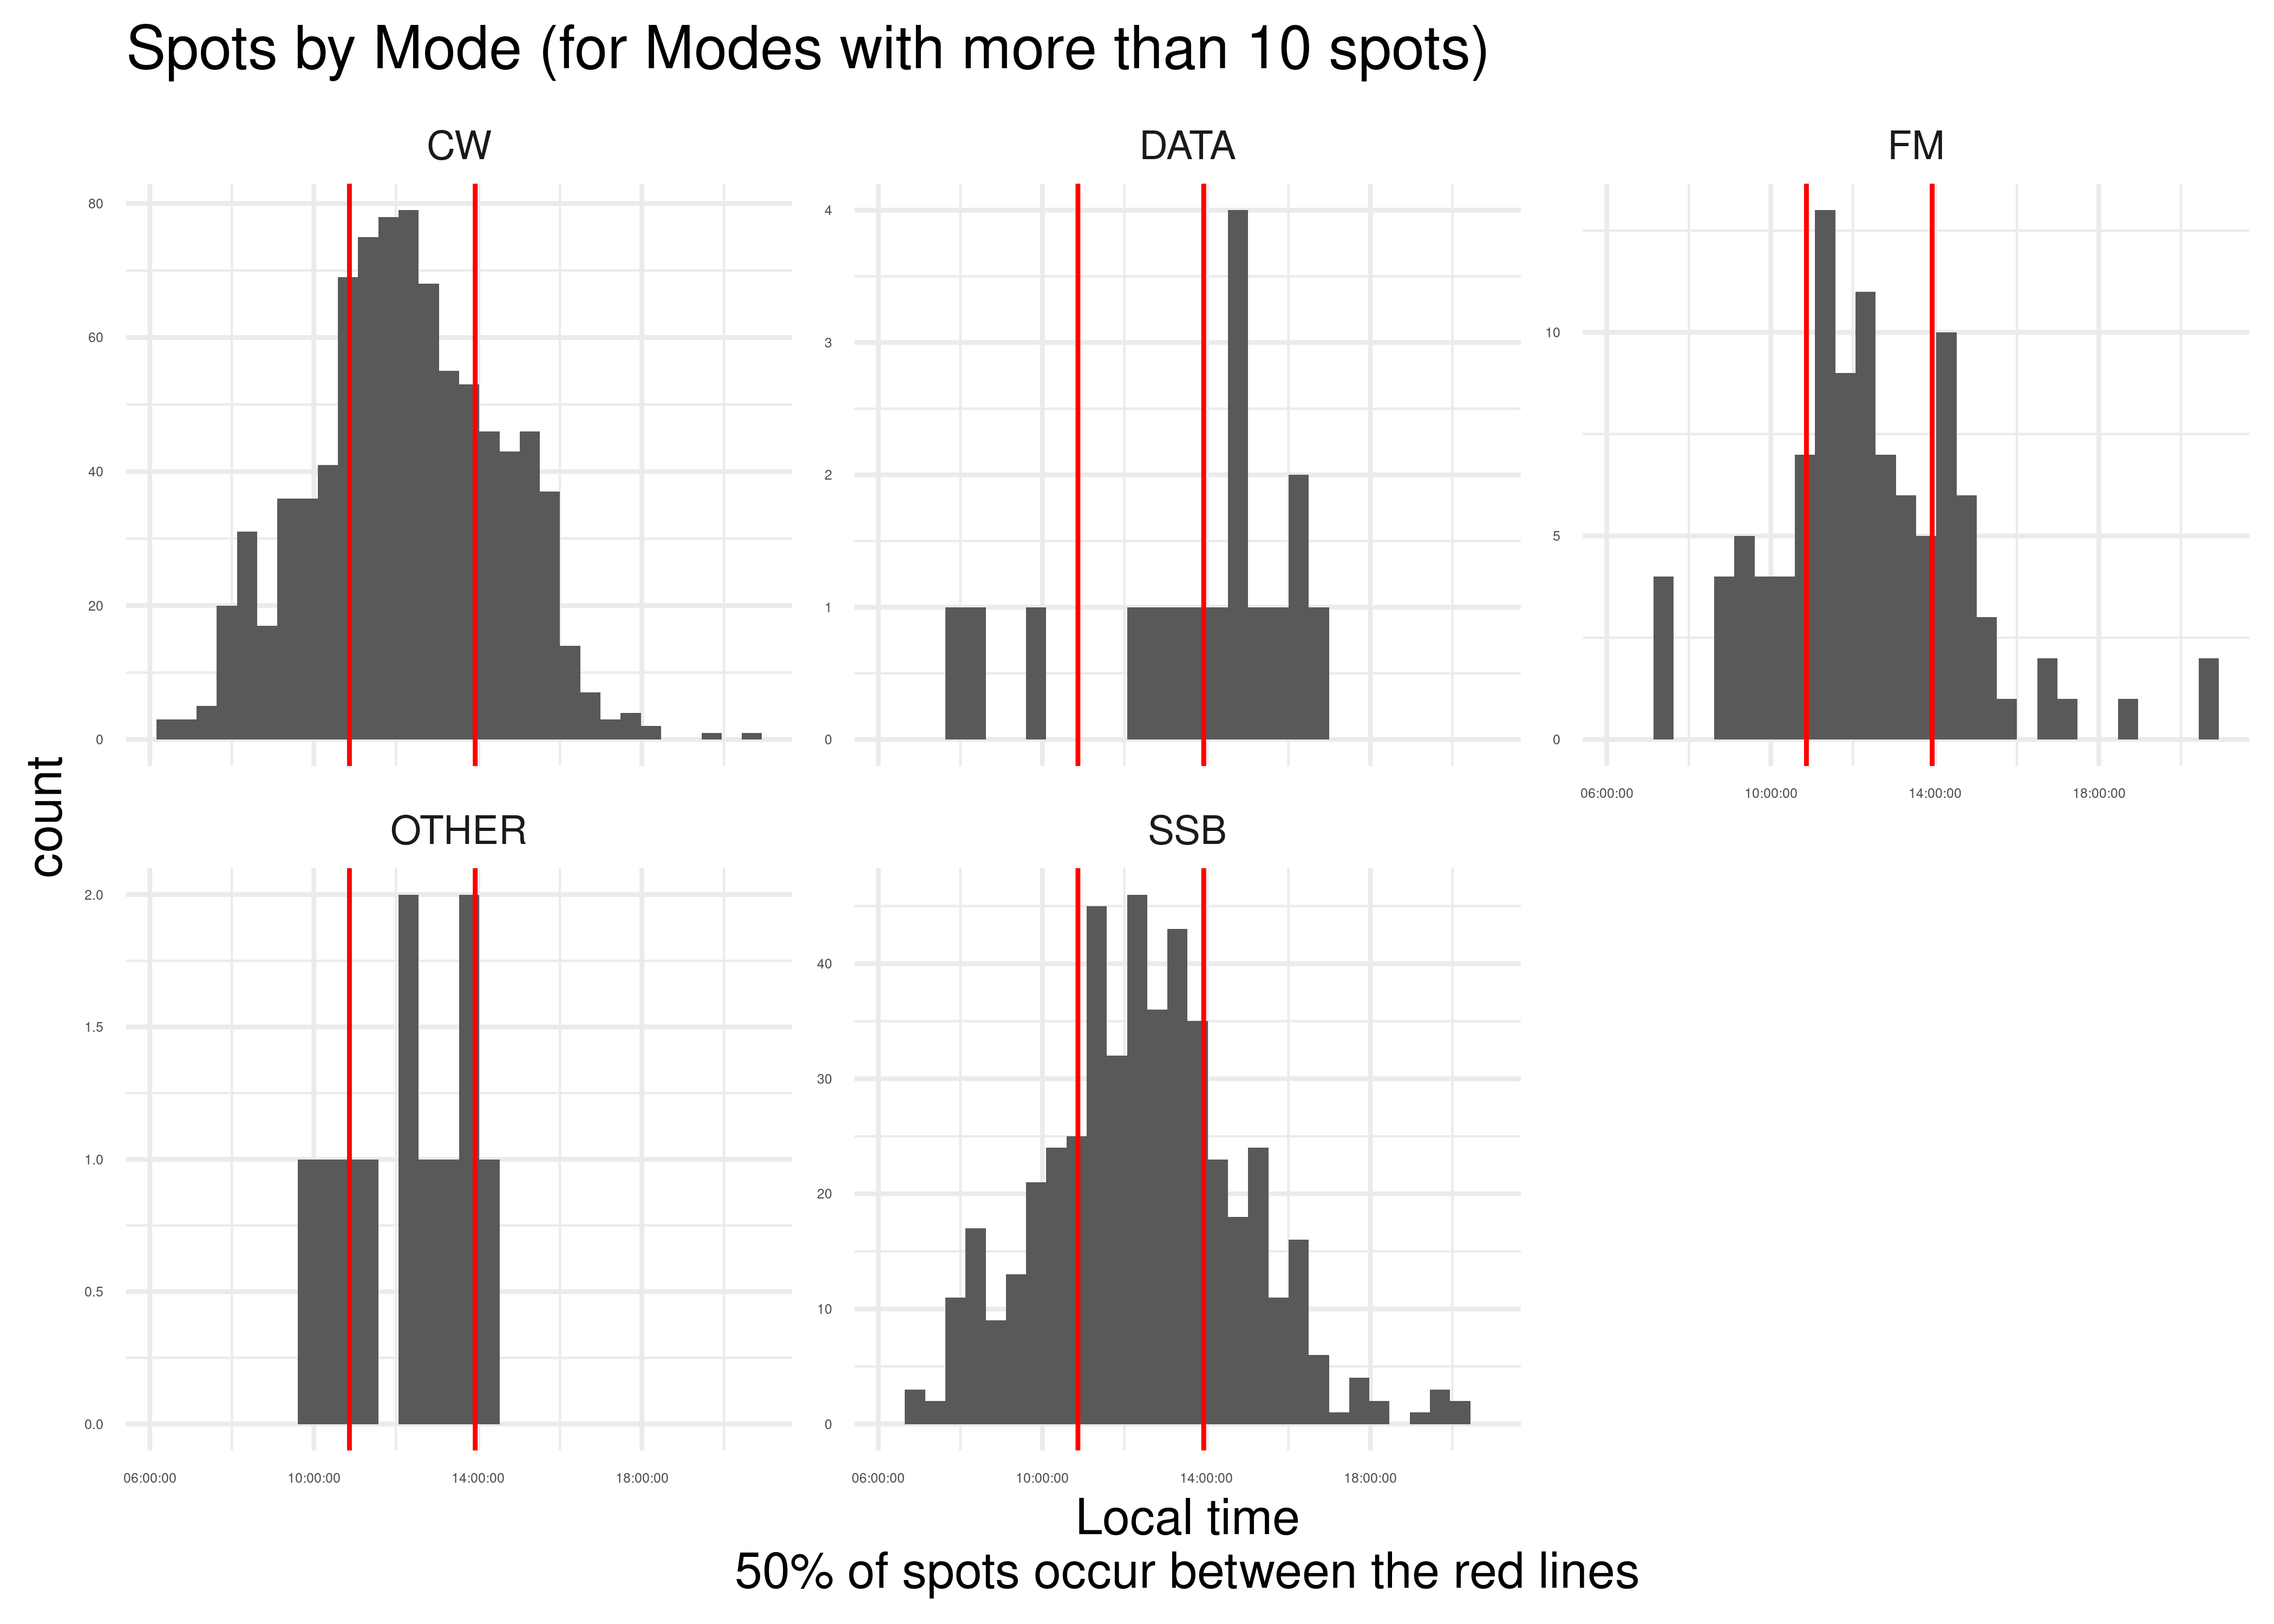 Spots by Mode (for Modes with more than 10 spots)
CW
DATA
FM
80
60
40
20
0
4
3
2
1
0
10
5
0
06:00:00 10:00:00 14:00:00 18:00:00
count
OTHER
SSB
2.0
1.5
1.0
0.5
0.0
40
30
20
10
0
06:00:00 10:00:00 14:00:00 18:00:00
06:00:00 10:00:00 14:00:00 18:00:00
Local time
50% of spots occur between the red lines